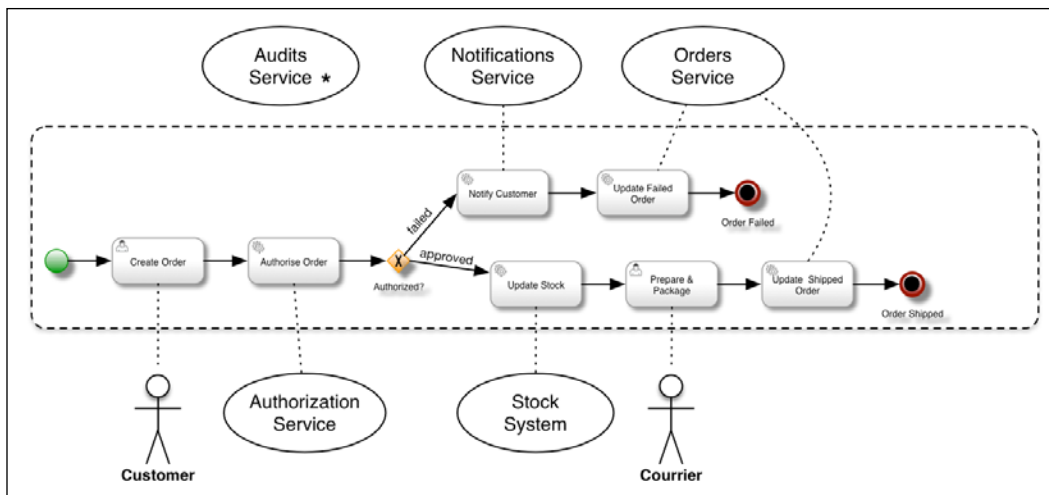 Audits
Service *
Notifications
Service
Orders
Service
Notify Customer
Update Failed
Order
Order Failed
failed
approved
Create Order
Authorise Order
X
Authorized?
Update Stock
Prepare &
Package
Update Shipped
Order
Order Shipped
Authorization
Service
Stock
System
Customer
Courrier